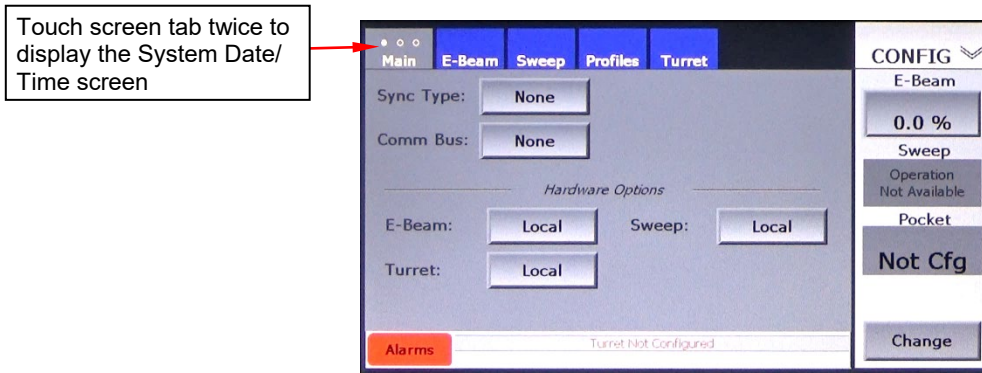 Touch screen tab twice to
display the System Date/
Time screen
Main E-Beam Sweep Profiles Turret
CONFIG
E-Beam
0.0 %
Sweep
Operation
Not Available
Pocket
Not Cfg
Change
Sync Type: None
Comm Bus: None
Hardware Options
E-Beam: Local Sweep: Local
Turret: Local
Alarms Turret Not Configured